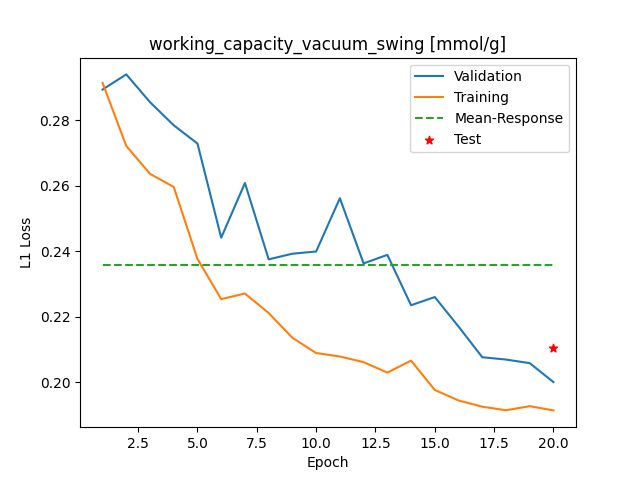 working_capacity_vacuum_swing [mmol/g]
Validation
Training
Mean-Response
Test
L1 Loss
0.28
0.26
0.24
0.22
0.20
2.5 5.0 7.5 10.0 12.5 15.0 17.5 20.0
Epoch